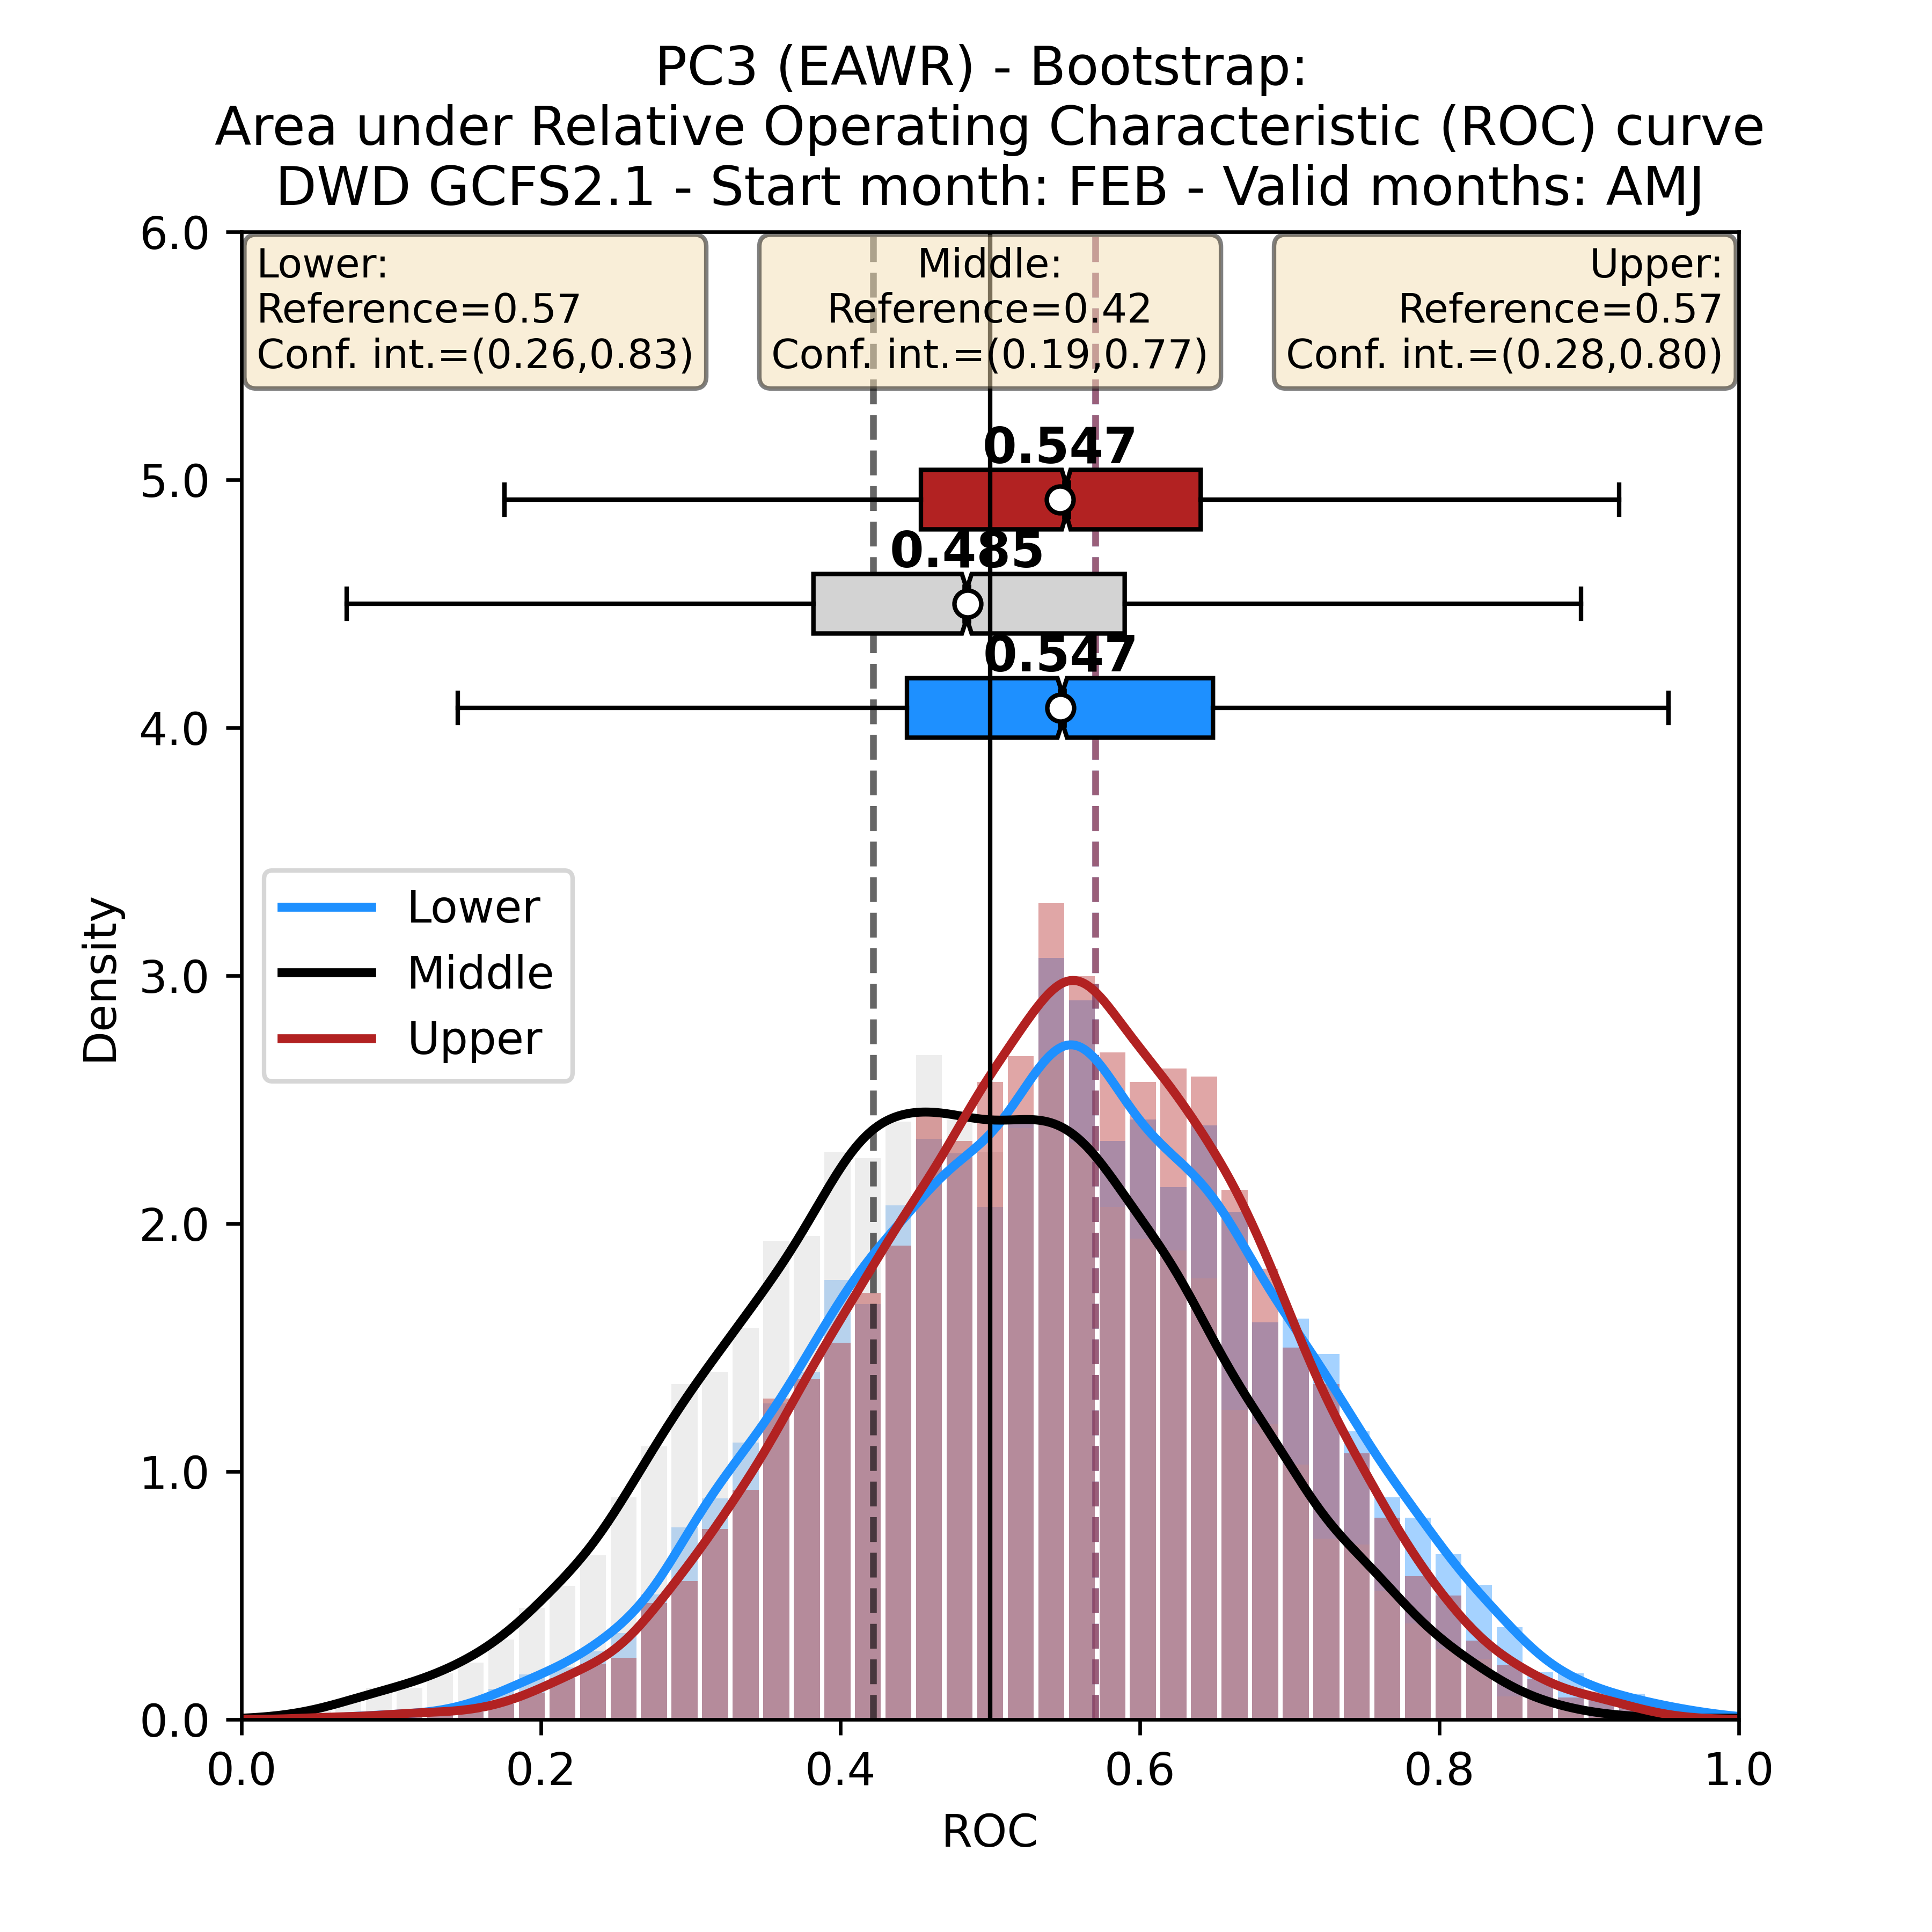 PC3 (EAWR) - Bootstrap:
Area under Relative Operating Characteristic (ROC) curve
DWD GCFS2.1 - Start month: FEB - Valid months: AMJ
Lower:
Reference=0.57
Conf. int.=(0.26,0.83)
Middle:
Reference=0.42
Conf. int.=(0.19,0.77)
Upper:
Reference=0.57
Conf. int.=(0.28,0.80)
0.547
0.485
0.547
Lower
Middle
Upper
Density
6.0
5.0
4.0
3.0
2.0
1.0
0.0
0.0 0.2 0.4 0.6 0.8 1.0
ROC